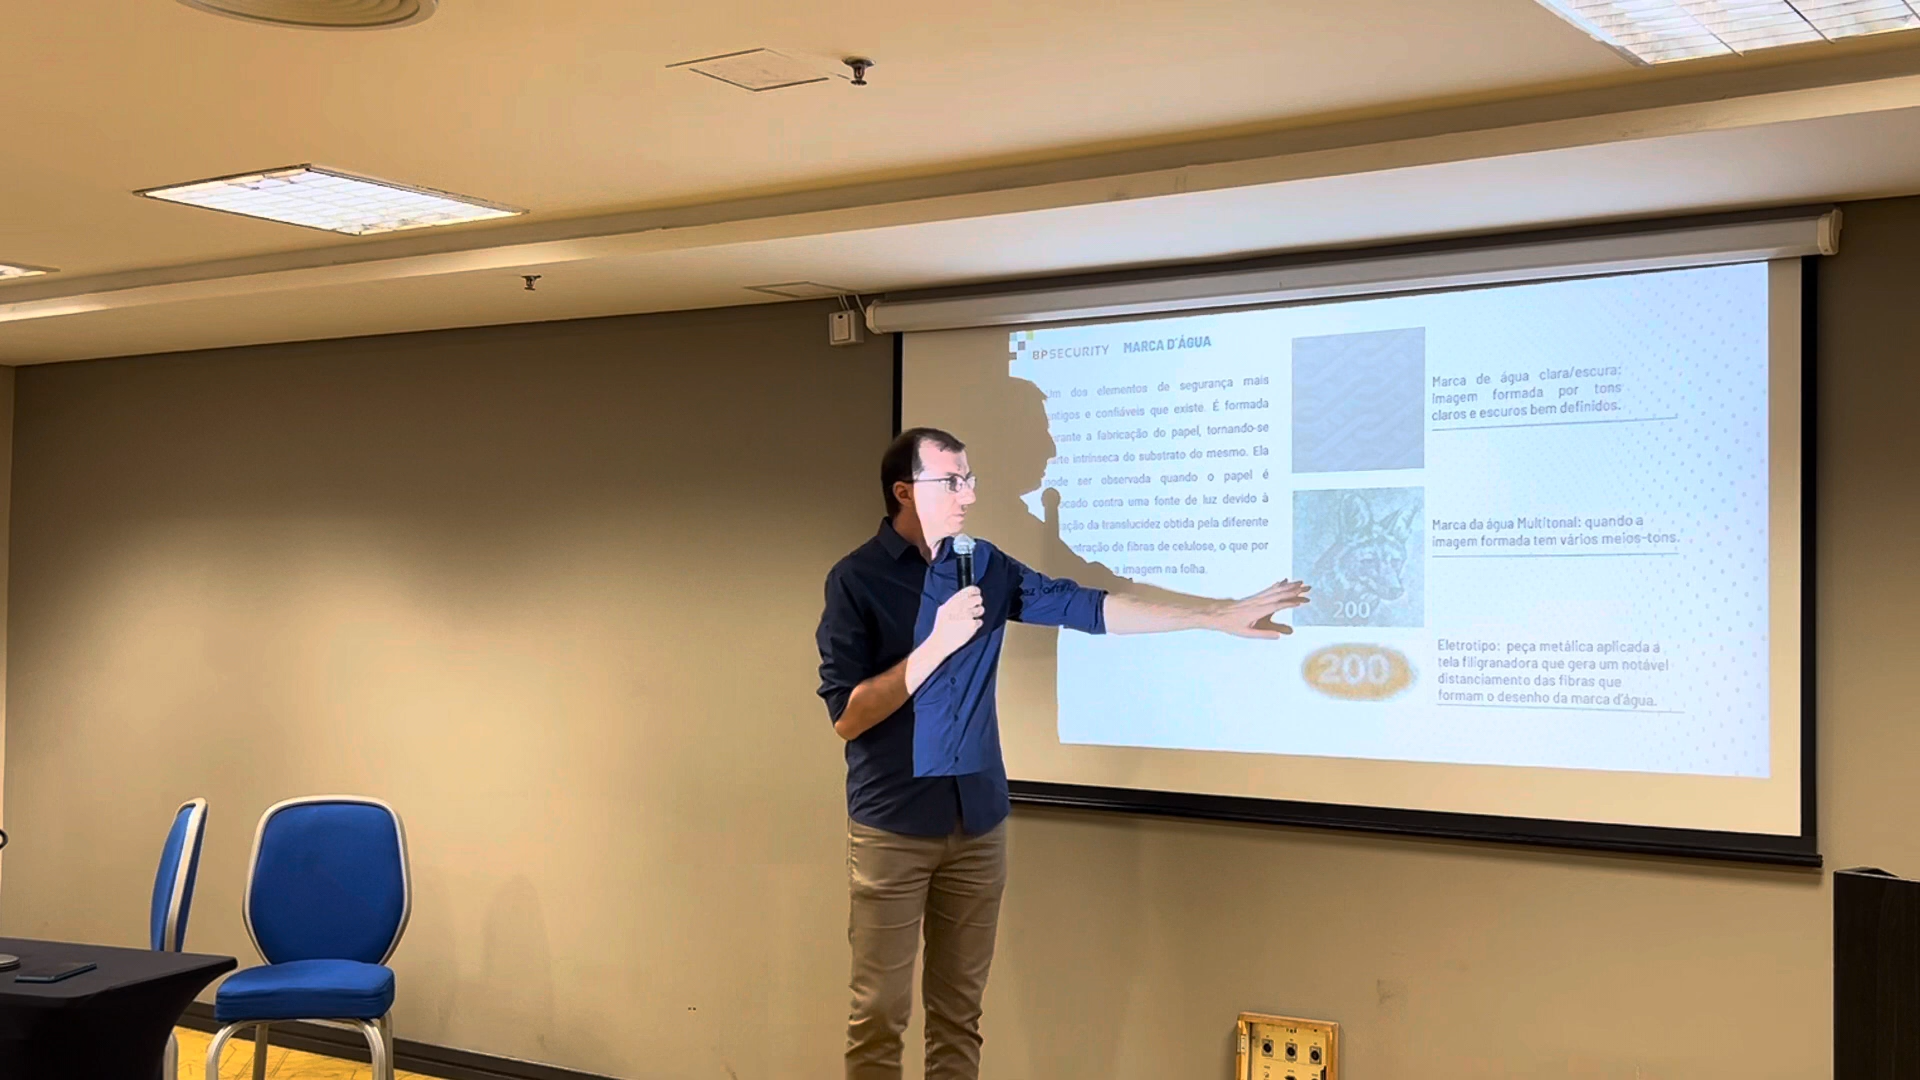 BPSECURITY MARCA D'ÁGUA
Um dos elementos de segurança mais
antigos e confiáveis que existe. É formada
a fabricação do papel, tornando-se
intrínseca do substrato do mesmo. Ela
pode ser observada quando o papel é
contra uma fonte de luz devido à
da translucidez obtida pela diferente
de fibras de celulose, o que por
a imagem na folha.
Marca de água clara/escura:
Imagem formada por tons
claros e escuros bem definidos.
200
Marca da água Multitonal: quando a
imagem formada tem vários meios-tons.
200
Eletrotipo: peça metálica aplicada a
tela filigranadora que gera um notável
distanciamento das fibras que
formam o desenho da marca d'água.